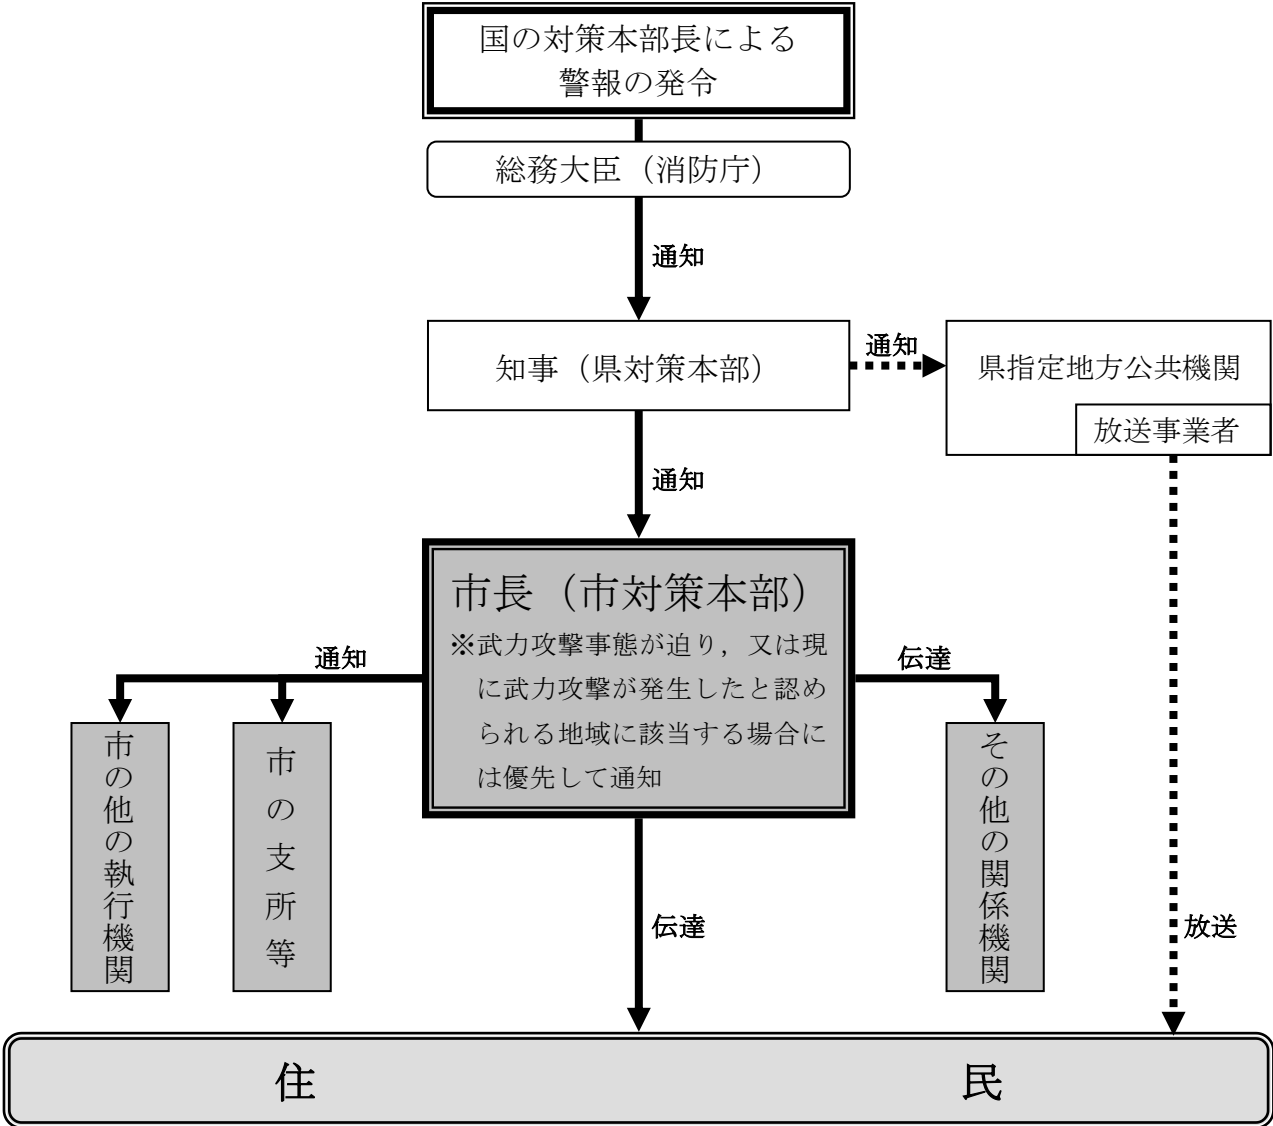 国の対策本部長による
警報の発令
総務大臣（消防庁）
通知
知事（県対策本部）
通知
県指定地方公共機関
放送事業者
通知
市長（市対策本部）
※武力攻撃事態が迫り，又は現
に武力攻撃が発生したと認め
られる地域に該当する場合に
は優先して通知
通知
伝達
市の他の執行機関
市の支所等
その他の関係機関
伝達
放送
住民